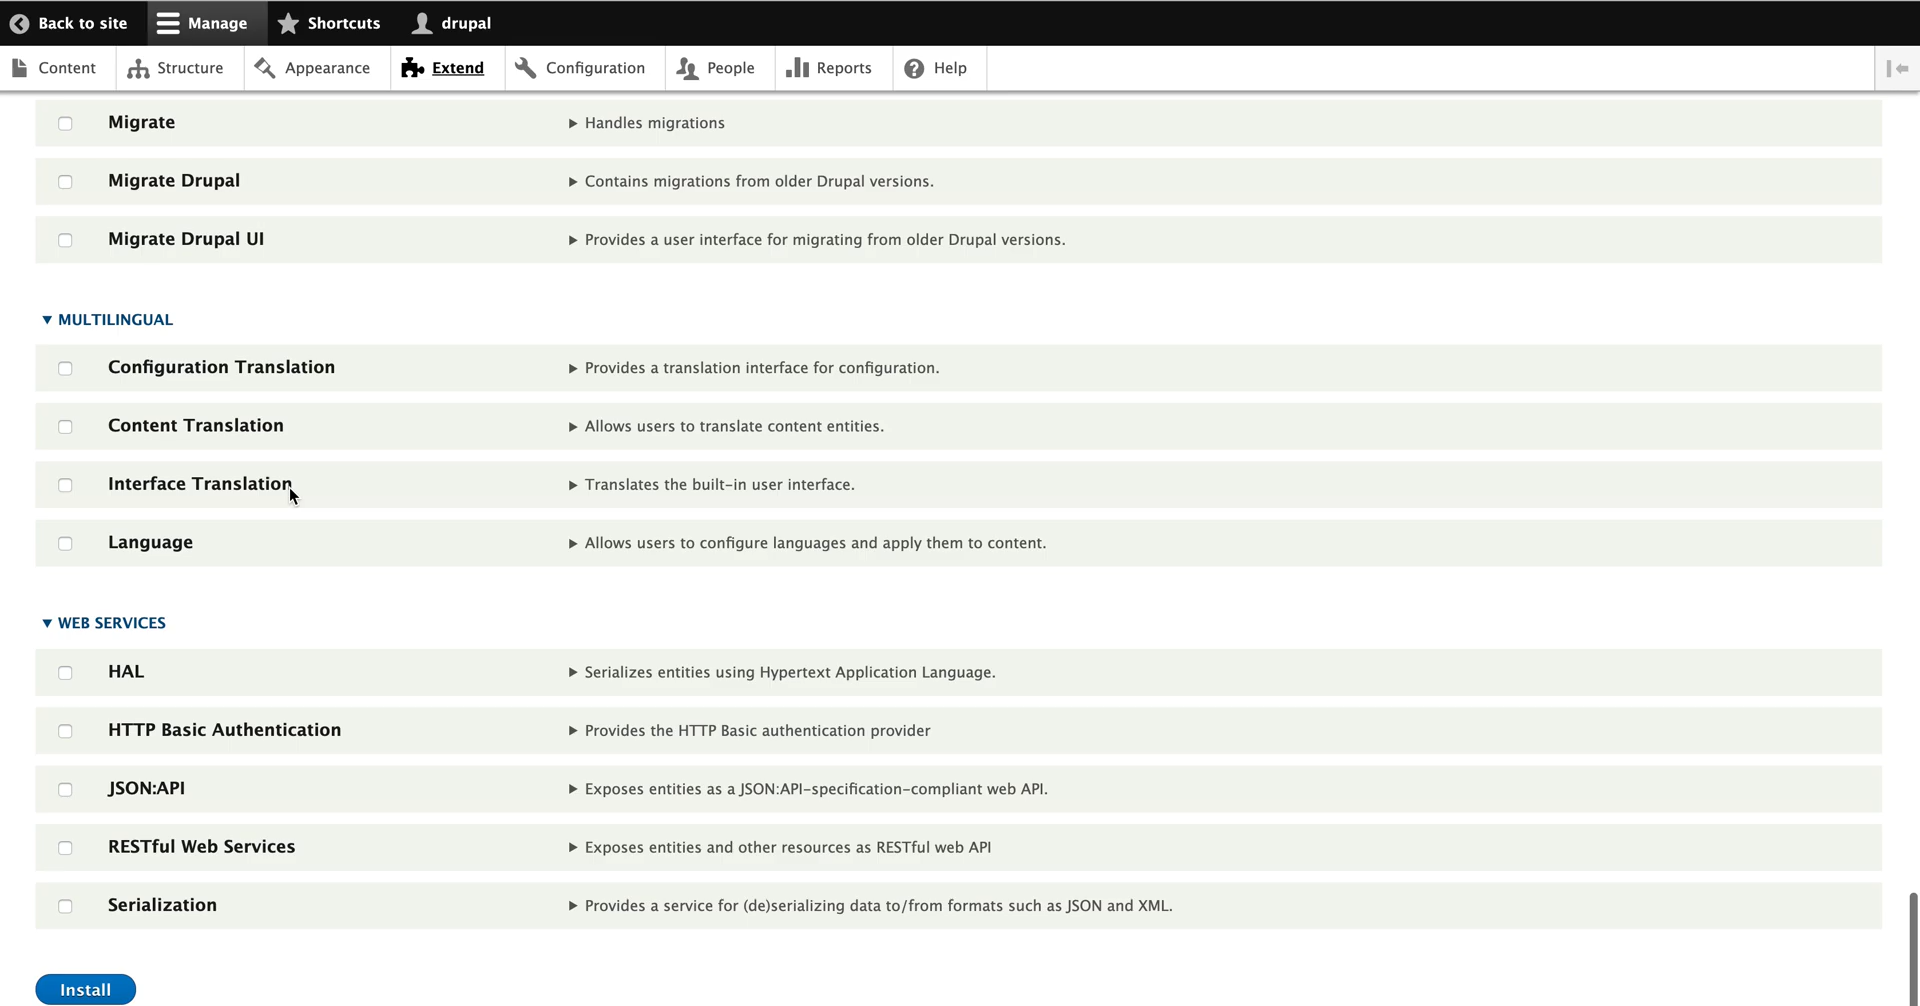 Back to site Manage Shortcuts drupal
Content Structure Appearance Extend Configuration People Reports Help
Migrate Handles migrations
Migrate Drupal Contains migrations from older Drupal versions.
Migrate Drupal UI Provides a user interface for migrating from older Drupal versions.
MULTILINGUAL
Configuration Translation Provides a translation interface for configuration.
Content Translation Allows users to translate content entities.
Interface Translation Translates the built-in user interface.
Language Allows users to configure languages and apply them to content.
WEB SERVICES
HAL Serializes entities using Hypertext Application Language.
HTTP Basic Authentication Provides the HTTP Basic authentication provider
JSON:API Exposes entities as a JSON:API-specification-compliant web API.
RESTful Web Services Exposes entities and other resources as RESTful web API
Serialization Provides a service for (de)serializing data to/from formats such as JSON and XML.
Install